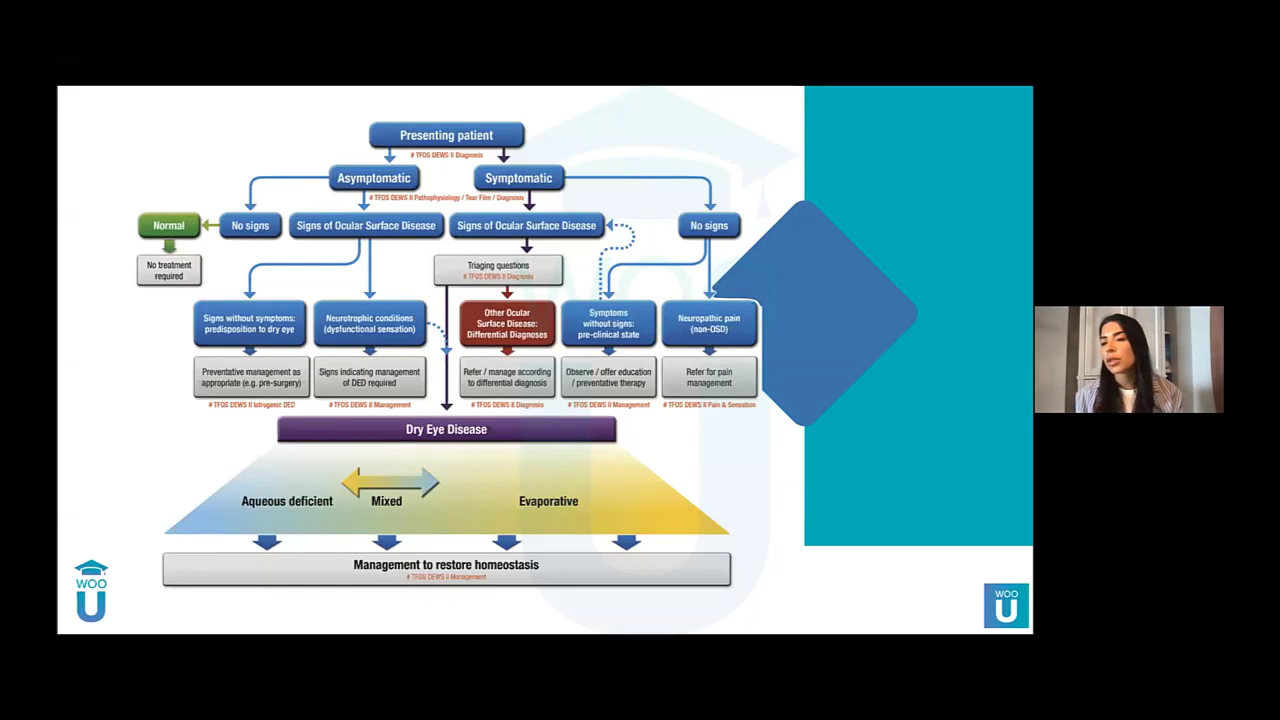 Presenting patient
# TFOS DEWS II Diagnosis
Asymptomatic
Symptomatic
# TFOS DEWS II Pathophysiology / Tear Film / Diagnosis
Normal
No signs
Signs of Ocular Surface Disease
Signs of Ocular Surface Disease
No signs
No treatment
required
Triaging questions
# TFOS DEWS II Diagnosis
Signs without symptoms:
predisposition to dry eye
Neurotrophic conditions
(dysfunctional sensation)
Other Ocular
Surface Disease:
Differential Diagnoses
Symptoms
without signs:
pre-clinical state
Neuropathic pain
(non-OSD)
Preventative management as
appropriate (e.g. pre-surgery)
Signs indicating management
of DED required
Refer / manage according
to differential diagnosis
Observe / offer education
/ preventative therapy
Refer for pain
management
# TFOS DEWS II Iatrogenic DED
# TFOS DEWS II Management
# TFOS DEWS II Diagnosis
# TFOS DEWS II Management
# TFOS DEWS II Pain & Sensation
Dry Eye Disease
Aqueous deficient
Mixed
Evaporative
Management to restore homeostasis
# TFOS DEWS II Management
WOO
U
WOO
U